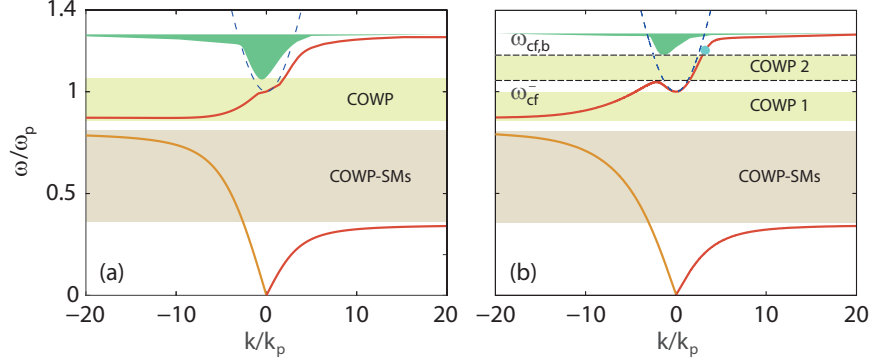 1.4
1
0.5
0
ω/ω_p
COWP
COWP-SMs
(a)
−20
−10
0
10
20
k/k_p
ω_cf,b
COWP 2
ω_cf^−
COWP 1
COWP-SMs
(b)
−20
−10
0
10
20
k/k_p